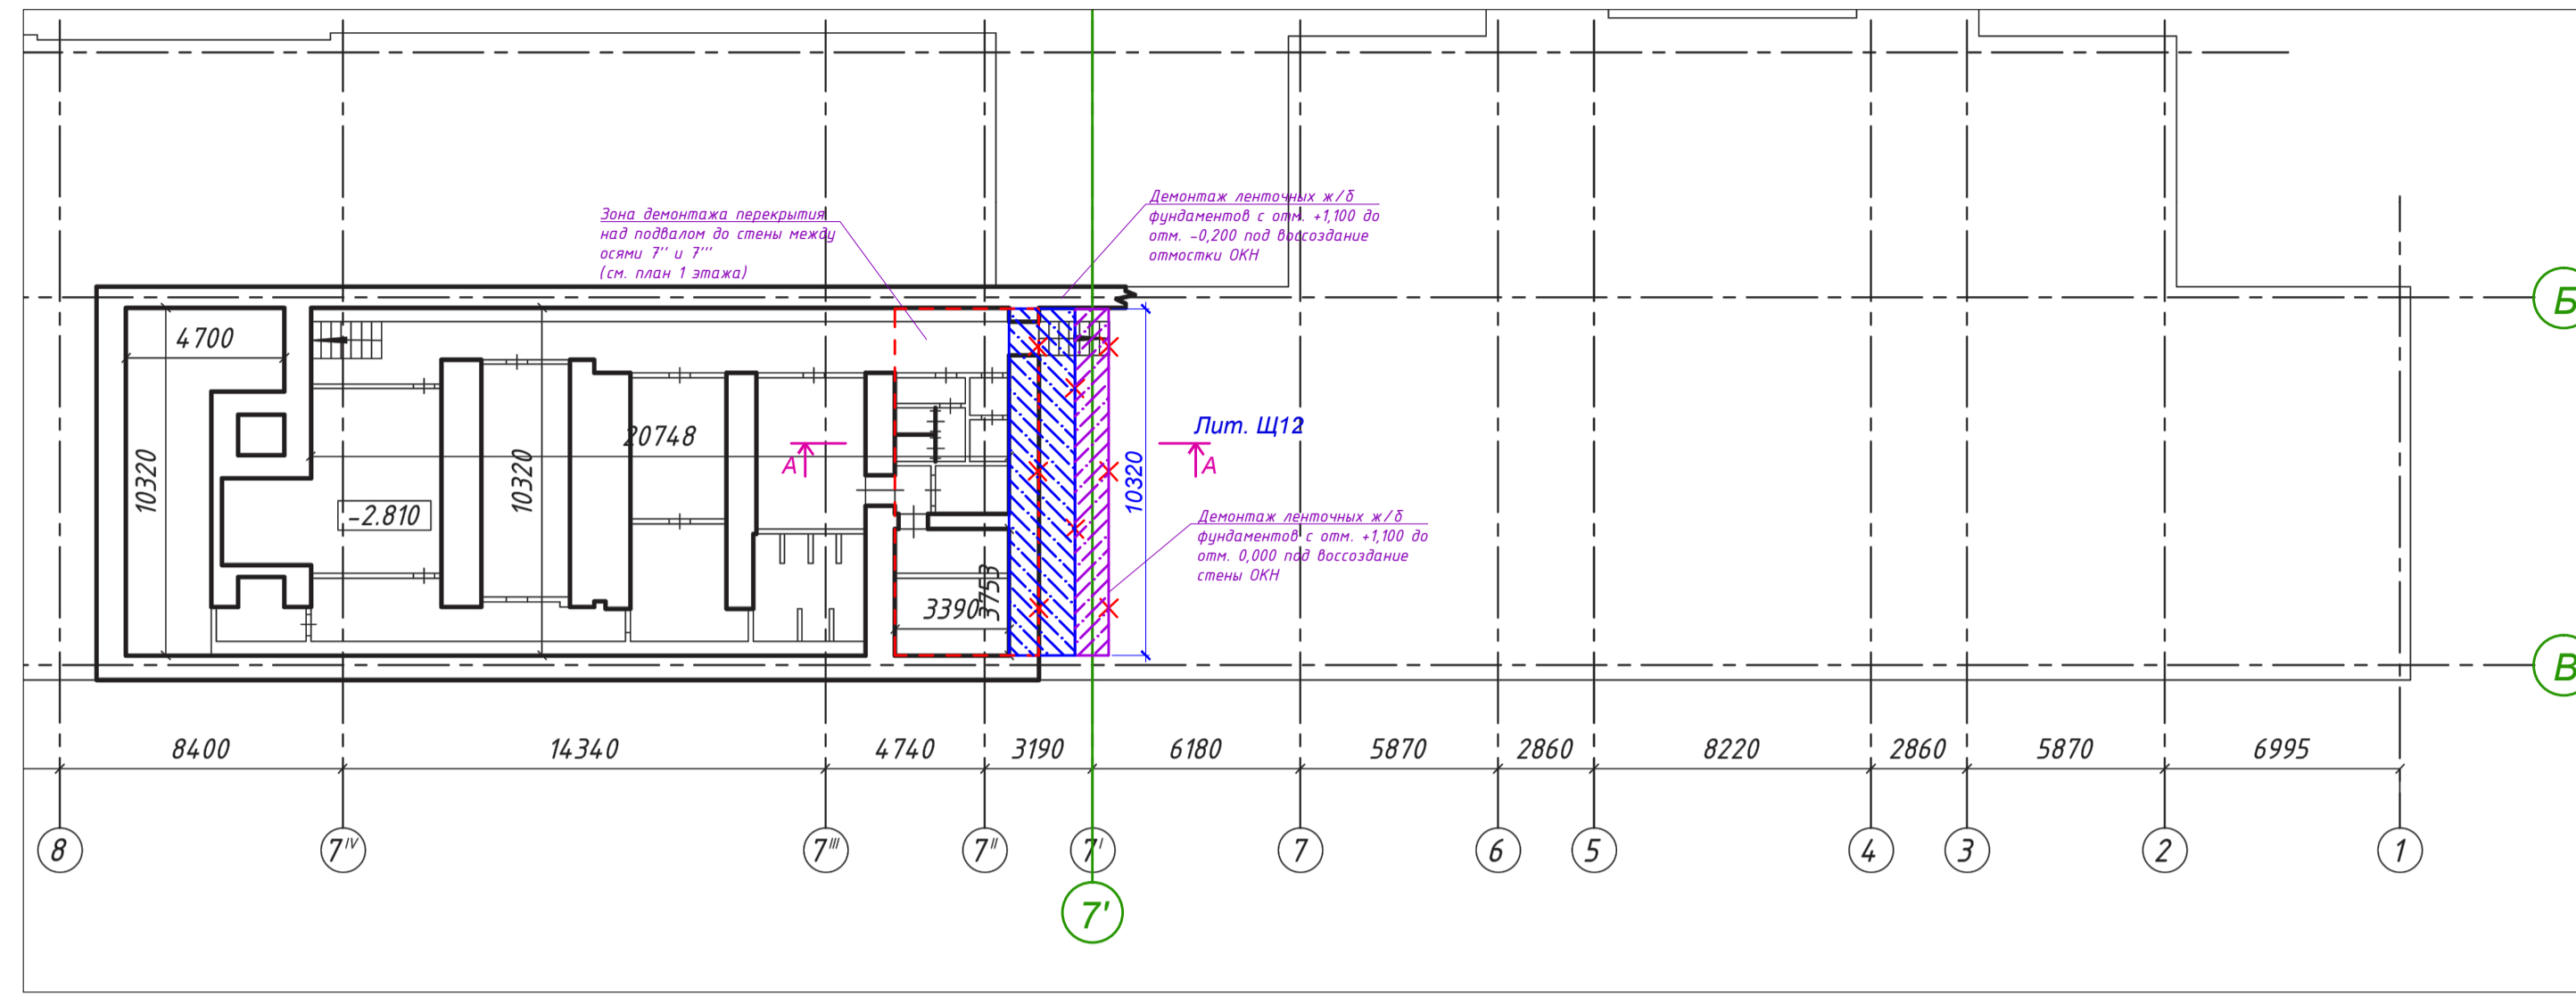 Демонтаж ленточных ж/б
фундаментов с отм. +1,100 до
отм. -0,200 под воссоздание
отмостки ОКН
Зона демонтажа перекрытия
над подвалом до стены между
осями 7'' и 7'''
(см. план 1 этажа)
Б
4700
20748
Лит. Щ12
А
А
10320
10320
10320
-2.810
Демонтаж ленточных ж/б
фундаментов с отм. +1,100 до
отм. 0,000 под воссоздание
стены ОКН
3753
3390
В
8400 14340 4740 3190 6180 5870 2860 8220 2860 5870 6995
8 7IV 7III 7II 7I 7 6 5 4 3 2 1
7'